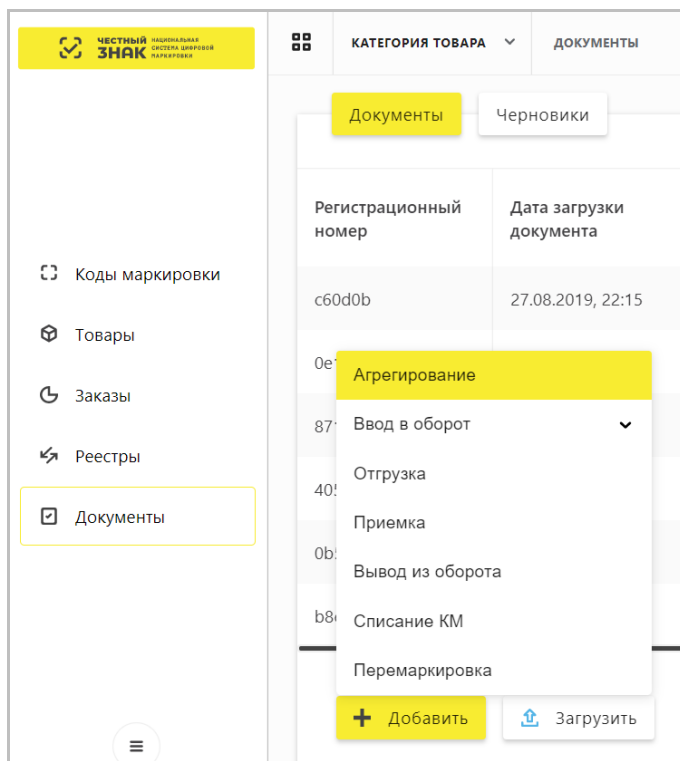 ЧЕСТНЫЙ ЗНАК
НАЦИОНАЛЬНАЯ
СИСТЕМА ЦИФРОВОЙ
МАРКИРОВКИ
КАТЕГОРИЯ ТОВАРА
ДОКУМЕНТЫ
Документы
Черновики
Регистрационный
номер
Дата загрузки
документа
Коды маркировки
Товары
Заказы
Реестры
Документы
c60d0b
27.08.2019, 22:15
Агрегирование
Ввод в оборот
Отгрузка
Приемка
Вывод из оборота
Списание КМ
Перемаркировка
Добавить
Загрузить